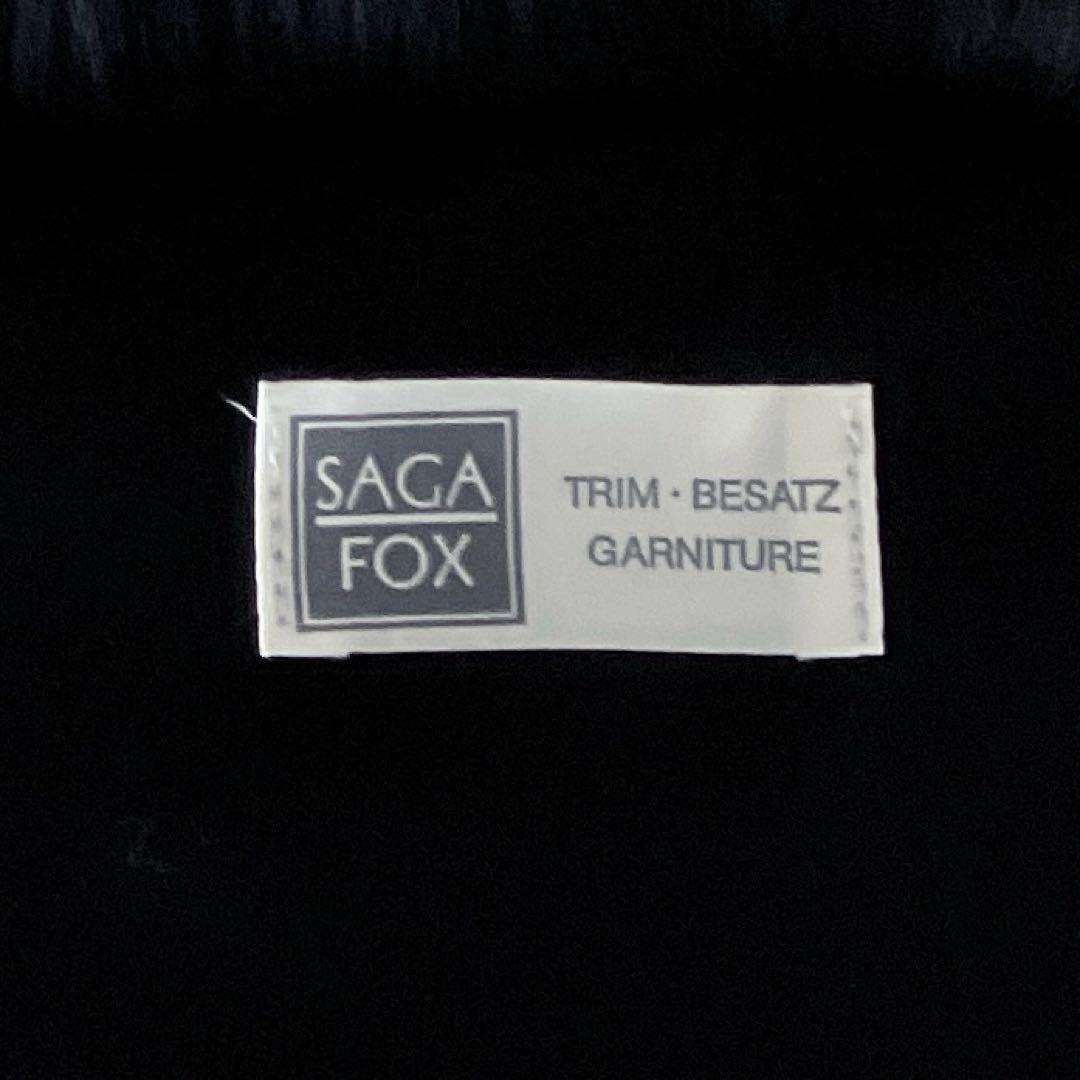 SAGA
FOX
TRIM · BESATZ
GARNITURE